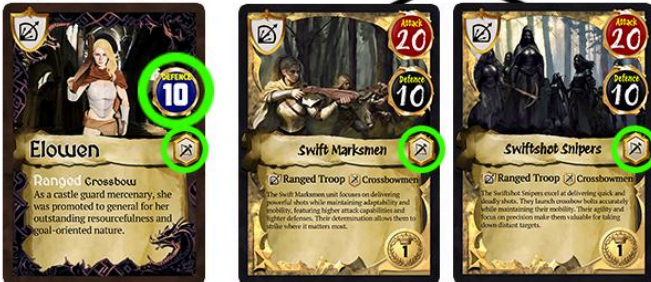 DEFENCE
10
Elowen
Ranged Crossbow
As a castle guard mercenary, she
was promoted to general for her
outstanding resourcefulness and
goal-oriented nature.
Attack
20
Defence
10
Swift Marksmen
Ranged Troop Crossbowmen
The Swift Marksmen unit focuses on delivering
powerful shots while maintaining adaptability and
mobility, featuring higher attack capabilities and
lighter defenses. Their determination allows them to
strike where it matters most.
1
Attack
20
Defence
10
Swiftshot Snipers
Ranged Troop Crossbowmen
The Swiftshot Snipers excel at delivering quick and
deadly shots. They launch crossbow bolts accurately
while maintaining their mobility. Their agility and
focus on precision make them valuable for taking
down distant targets.
1